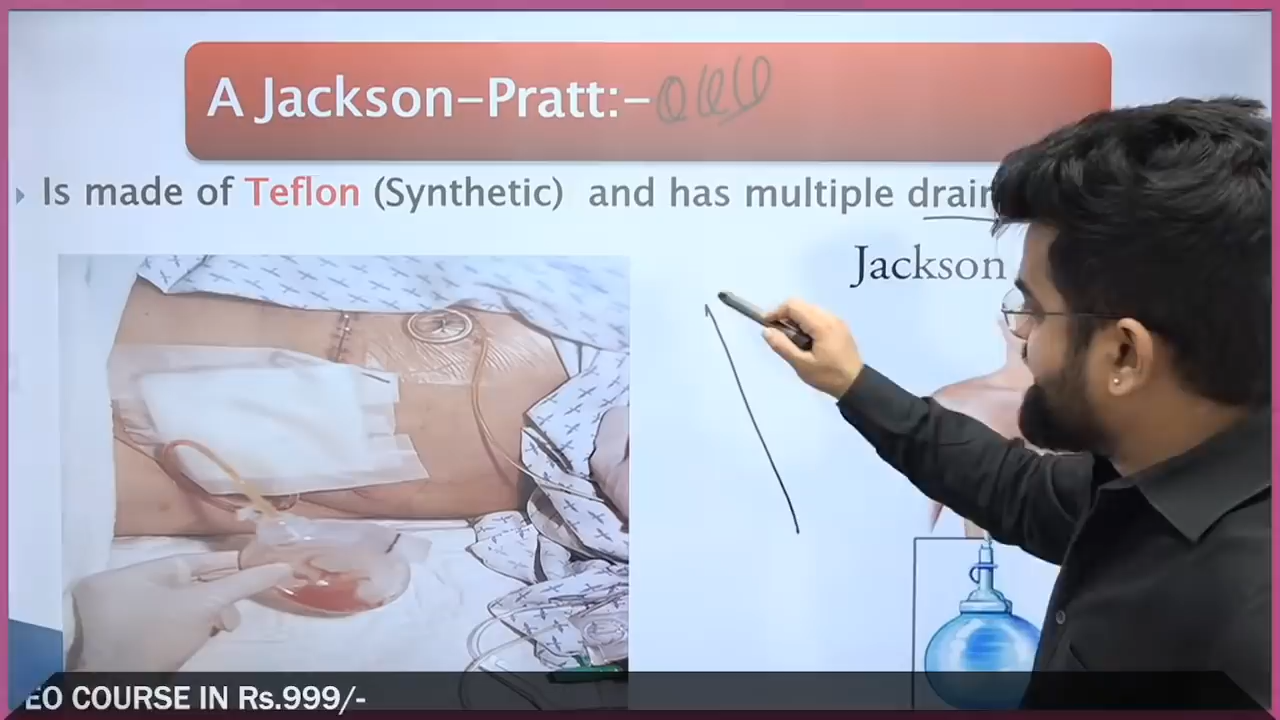 A Jackson-Pratt:-
Is made of Teflon (Synthetic) and has multiple drain
Jackson
EO COURSE IN Rs.999/-